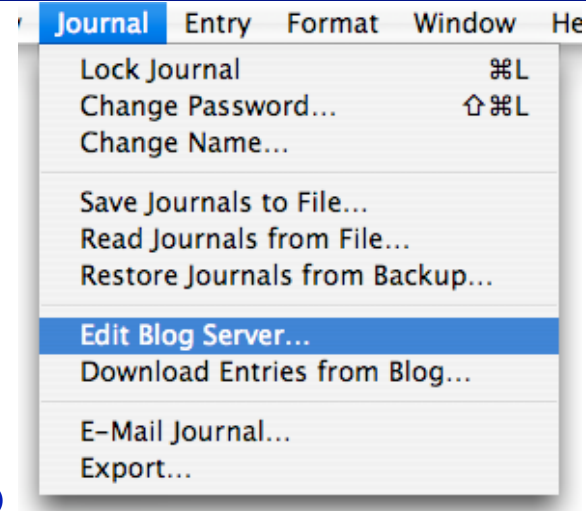 Journal Entry Format Window He
Lock Journal ⌘L
Change Password... ⇧⌘L
Change Name...
Save Journals to File...
Read Journals from File...
Restore Journals from Backup...
Edit Blog Server...
Download Entries from Blog...
E-Mail Journal...
Export...
)